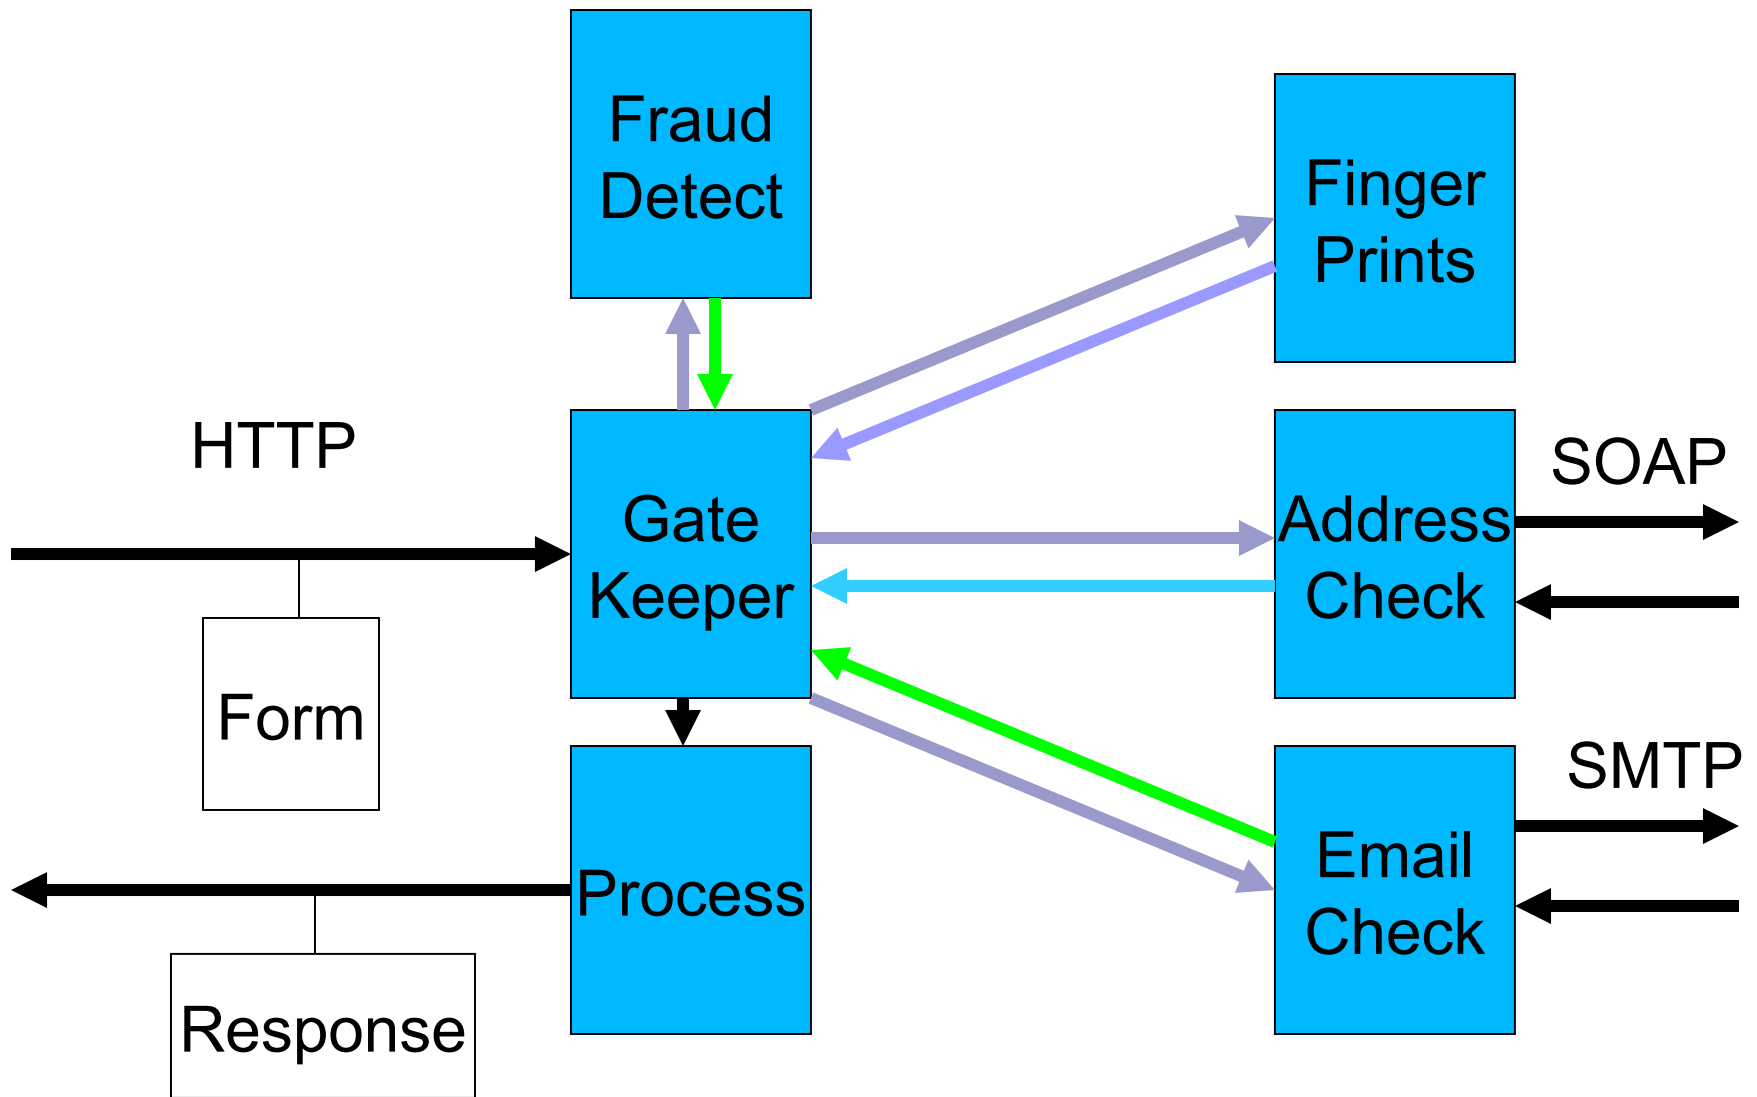 Fraud
Detect
Finger
Prints
HTTP
Gate
Keeper
Address
Check
SOAP
Form
Process
Email
Check
SMTP
Response